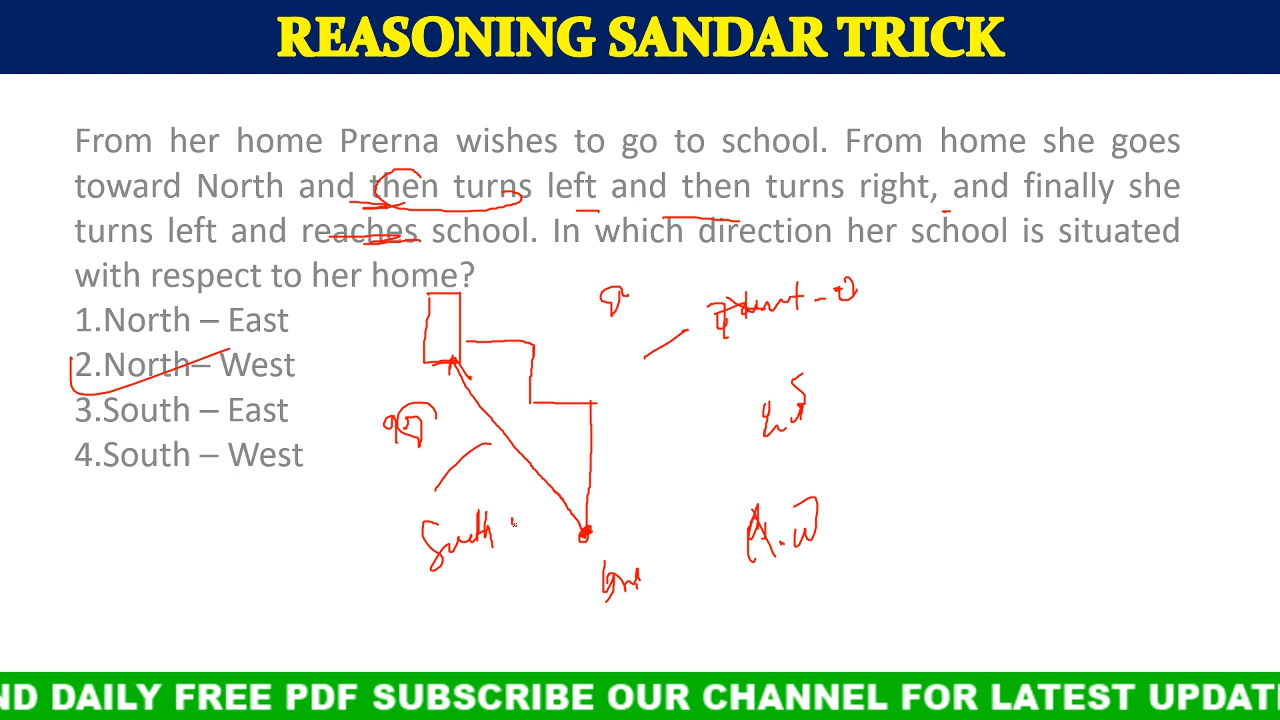 REASONING SANDAR TRICK
From her home Prerna wishes to go to school. From home she goes
toward North and then turns left and then turns right, and finally she
turns left and reaches school. In which direction her school is situated
with respect to her home?
1.North – East
2.North– West
3.South – East
4.South – West
South
ND DAILY FREE PDF SUBSCRIBE OUR CHANNEL FOR LATEST UPDAT